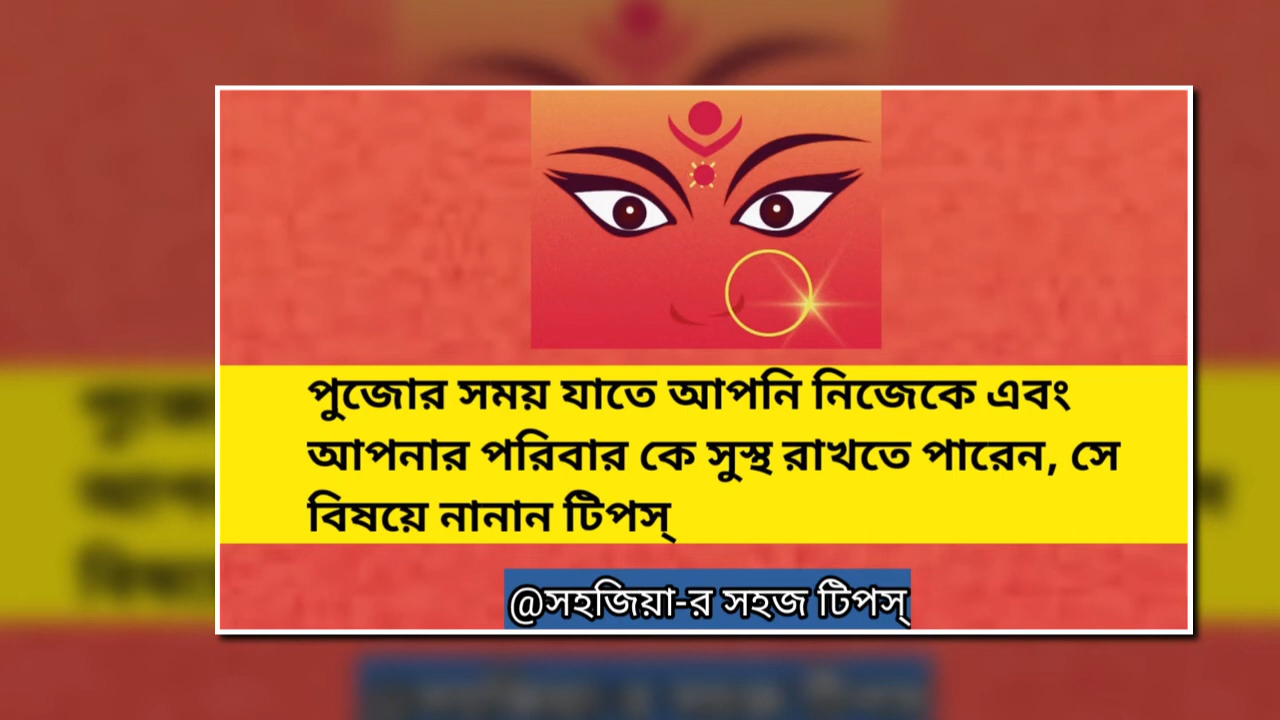 পুজোর সময় যাতে আপনি নিজেকে এবং
আপনার পরিবার কে সুস্থ রাখতে পারেন, সে
বিষয়ে নানান টিপস্
@সহজিয়া-র সহজ টিপস্